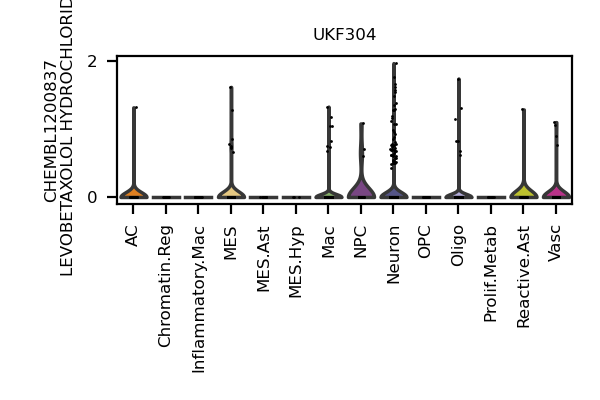 UKF304
CHEMBL1200837
LEVOBETAXOLOL HYDROCHLORID
2
0
AC
Chromatin.Reg
Inflammatory.Mac
MES
MES.Ast
MES.Hyp
Mac
NPC
Neuron
OPC
Oligo
Prolif.Metab
Reactive.Ast
Vasc